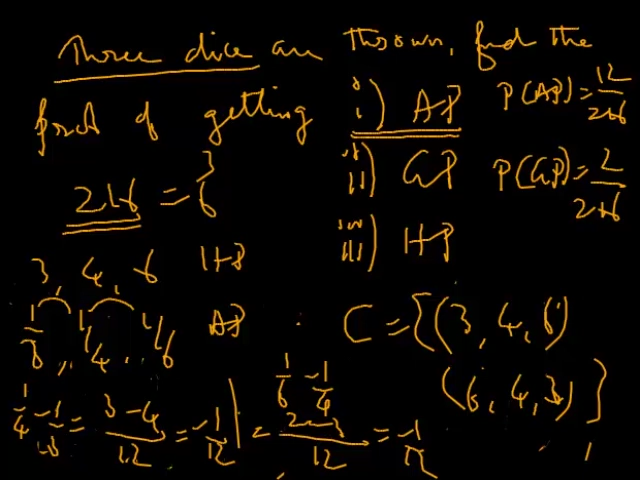 Three dice are thrown, find the
prob of getting i) AP P(AP) = 12/216
216 = 6^3 ii) GP P(GP) = 2/216
iii) HP
3, 4, 6 HP
1/3, 1/4, 1/6 AP C = {(3, 4, 6)
(6, 4, 3)}
1/4 - 1/3 = 3-4/12 = -1/12 | 1/6 - 1/4 = 2-3/12 = -1/12